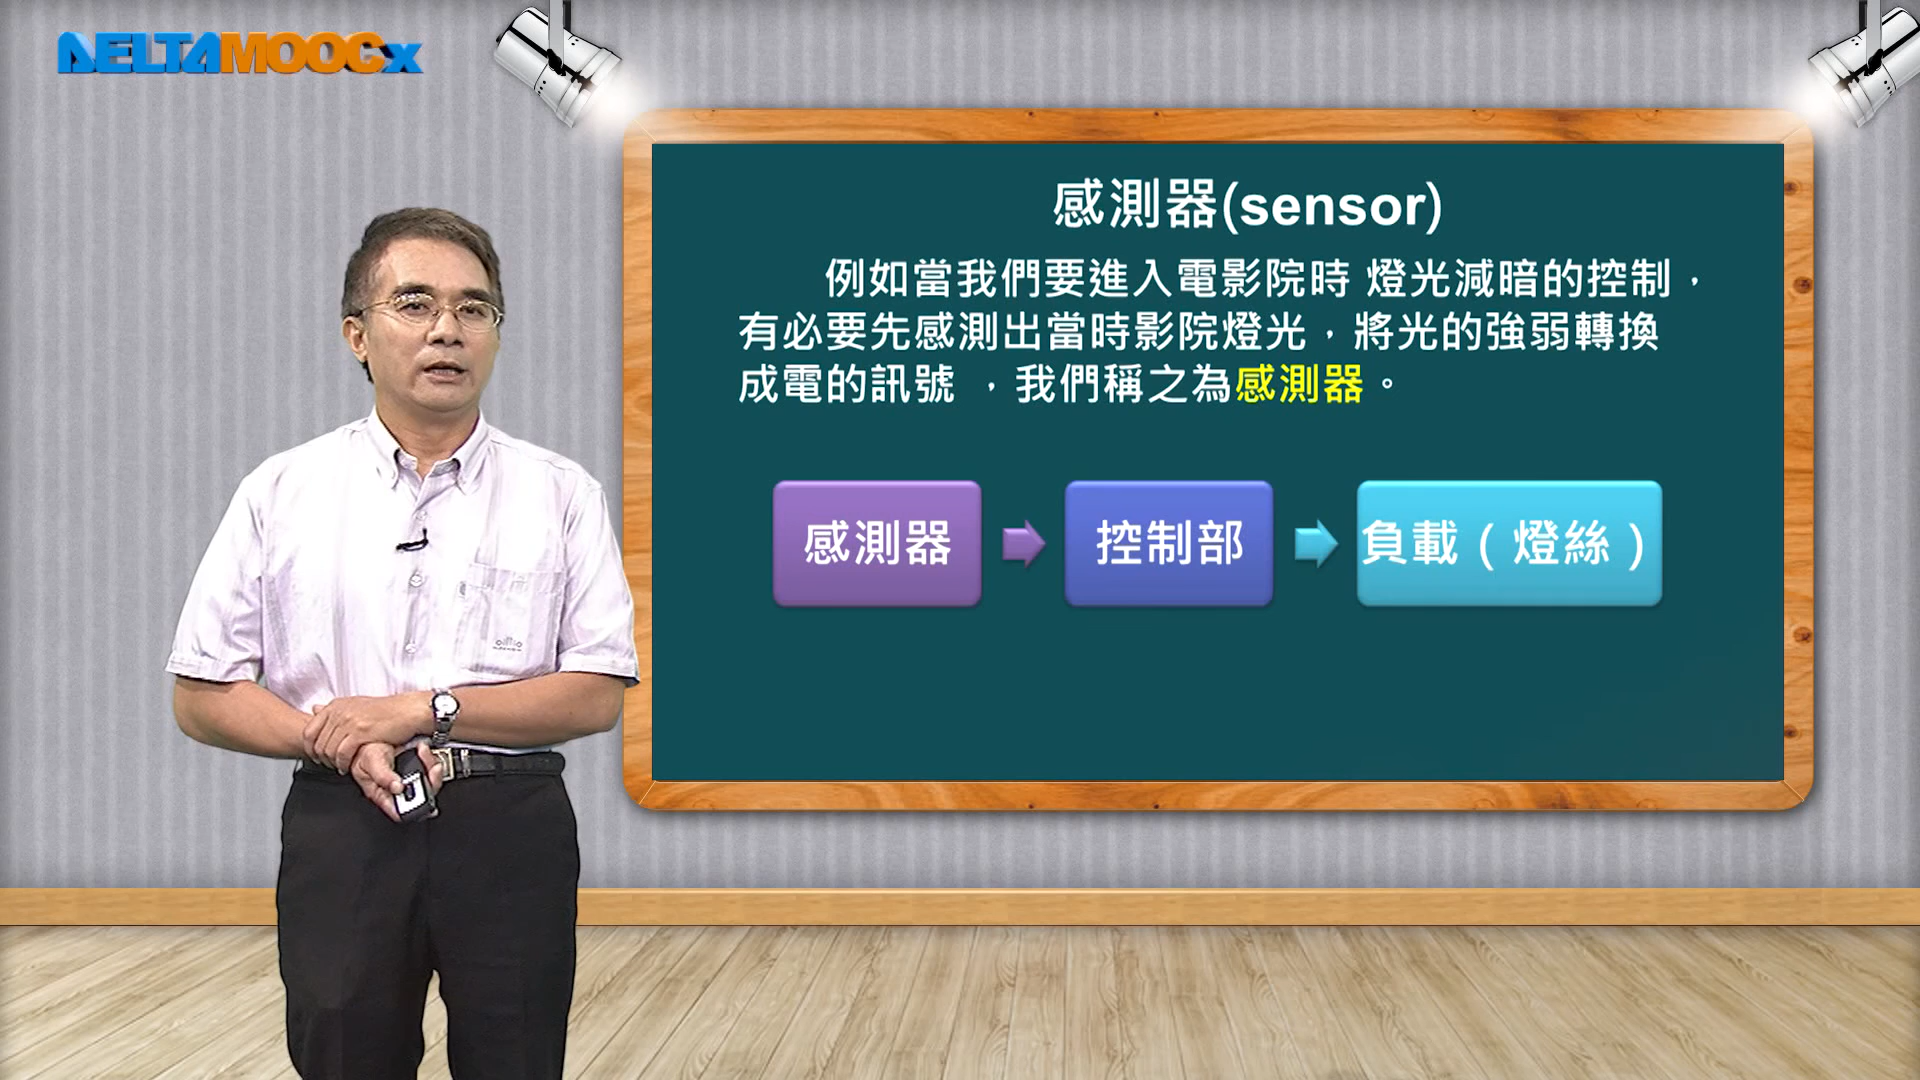 DELTAMOOCx
感測器(sensor)
例如當我們要進入電影院時 燈光減暗的控制，
有必要先感測出當時影院燈光，將光的強弱轉換
成電的訊號 ，我們稱之為感測器。
感測器
控制部
負載（燈絲）